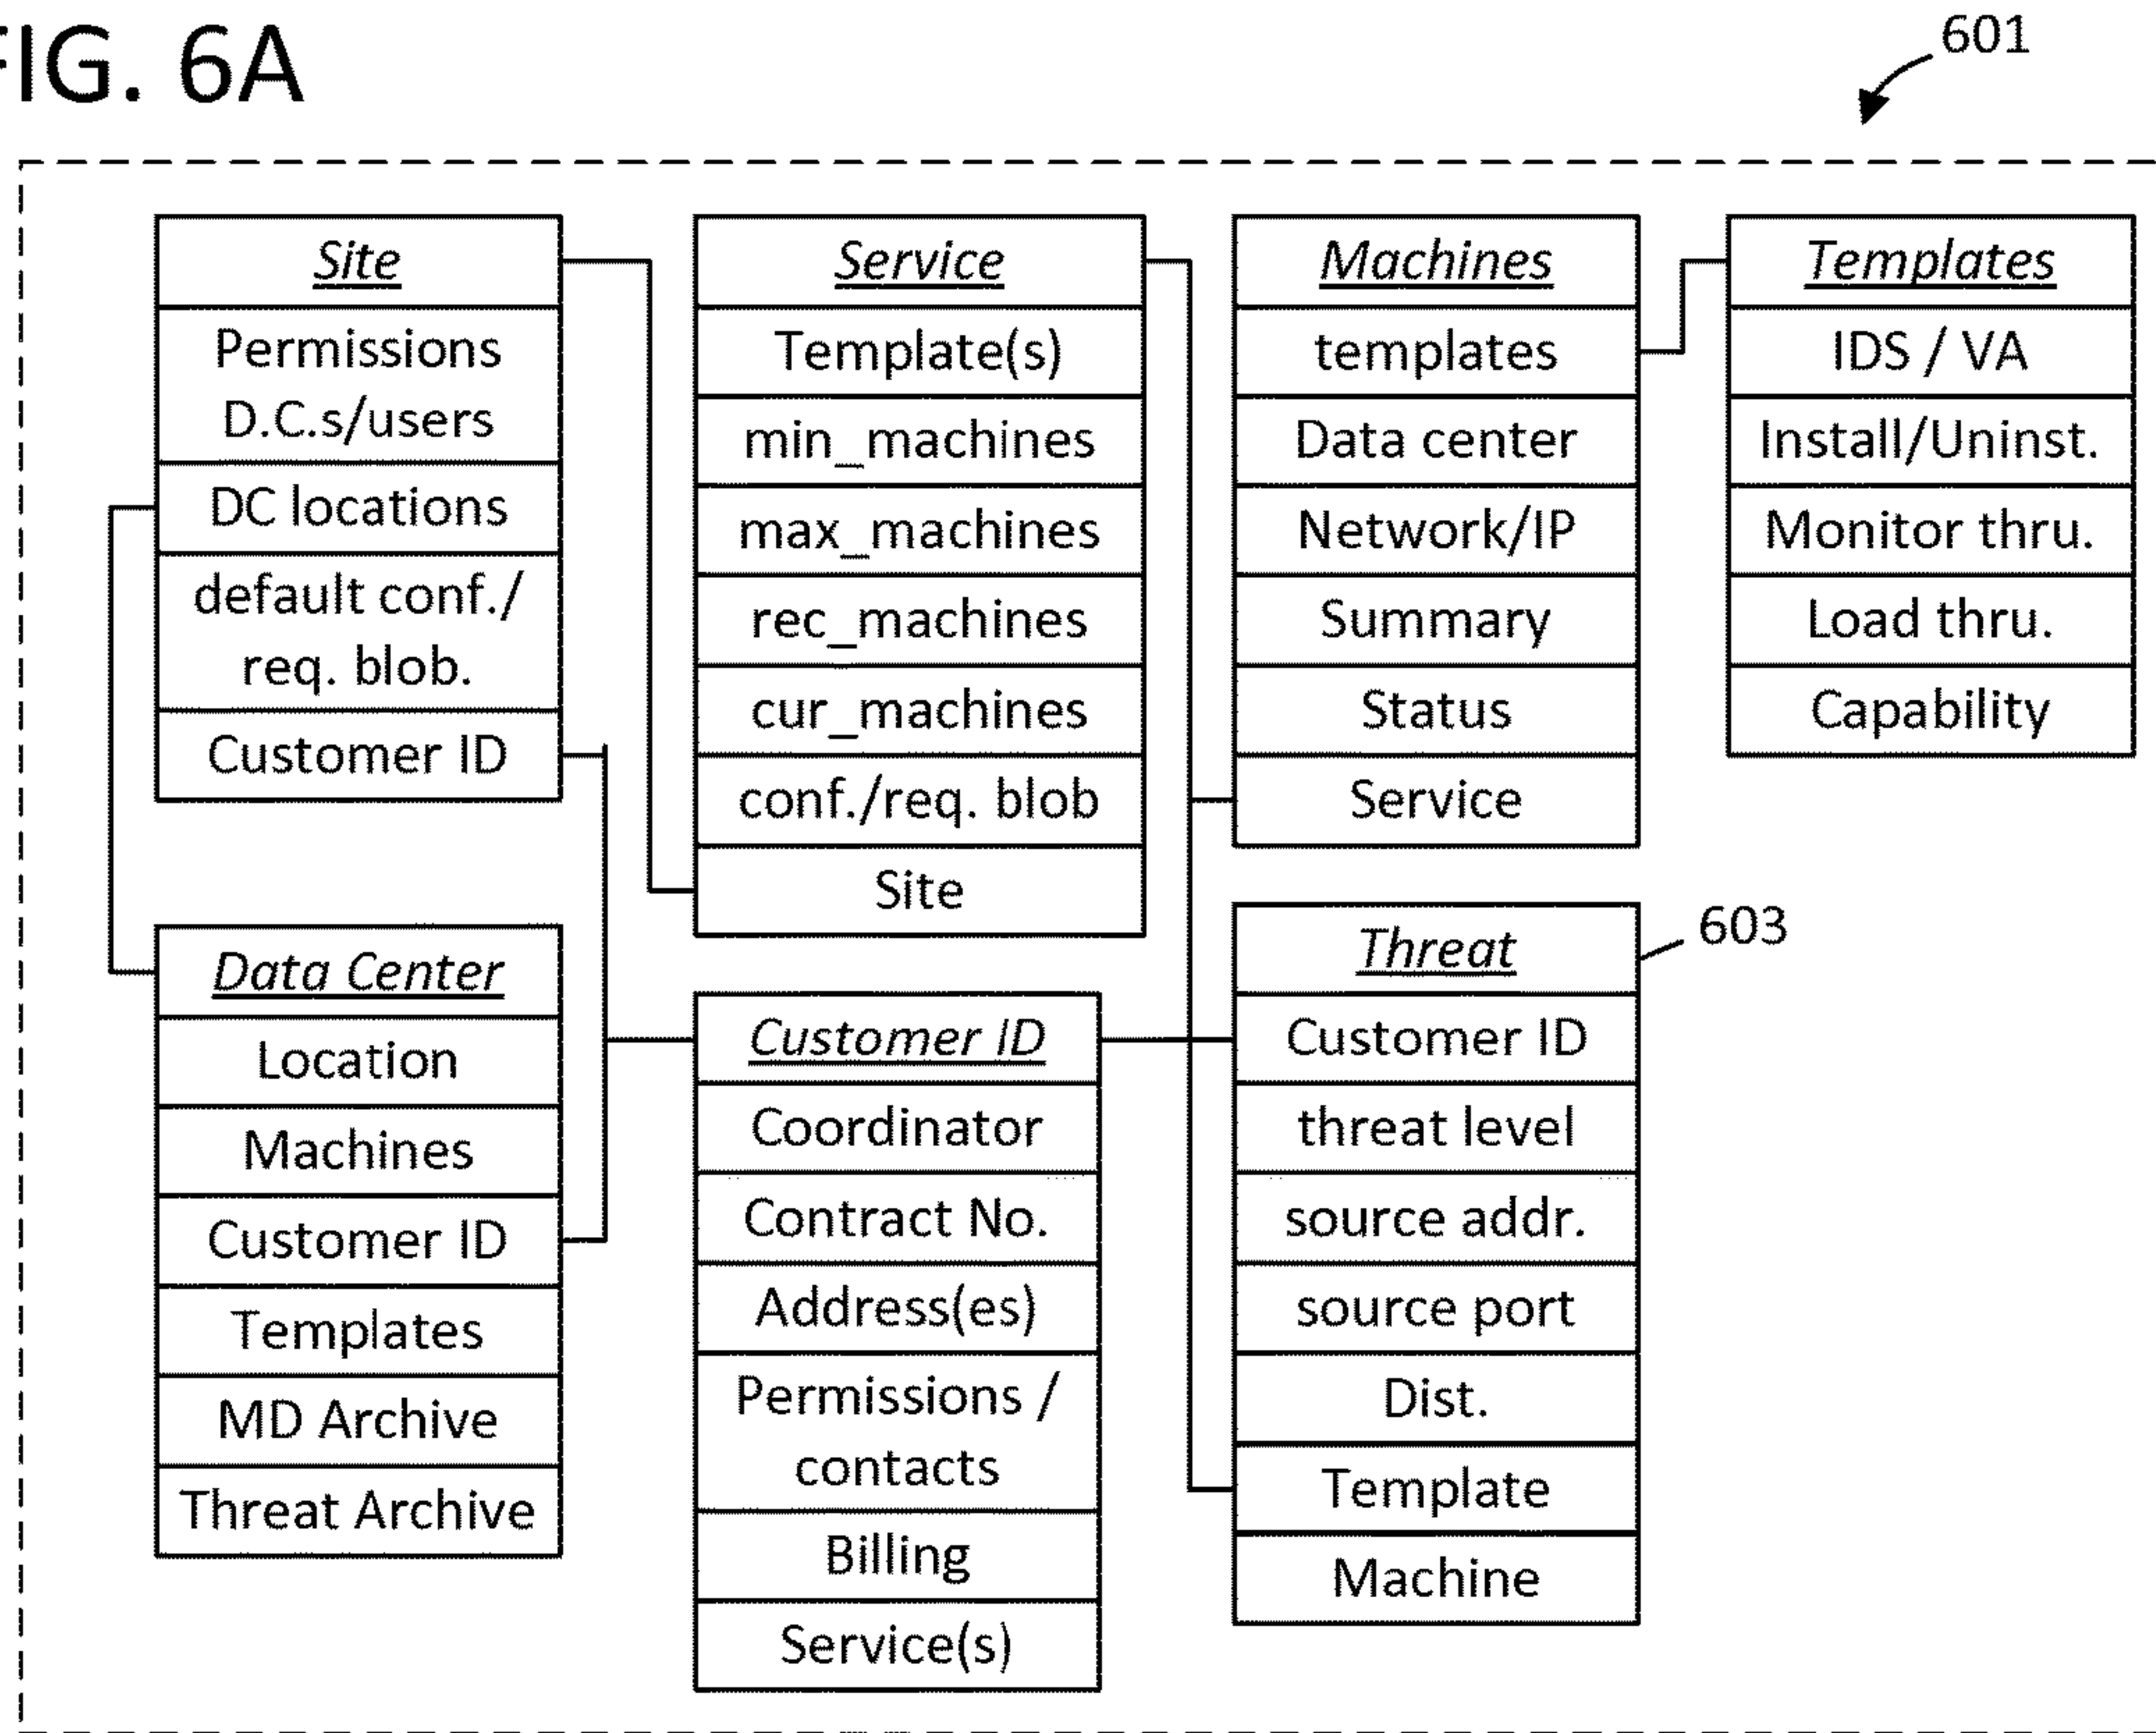 FIG. 6A
601
Site
Permissions
D.C.s/users
DC locations
default conf./
req. blob.
Customer ID
Service
Template(s)
min_machines
max_machines
rec_machines
cur_machines
conf./req. blob
Site
Machines
templates
Data center
Network/IP
Summary
Status
Service
Templates
IDS / VA
Install/Uninst.
Monitor thru.
Load thru.
Capability
Data Center
Location
Machines
Customer ID
Templates
MD Archive
Threat Archive
Customer ID
Coordinator
Contract No.
Address(es)
Permissions /
contacts
Billing
Service(s)
603
Threat
Customer ID
threat level
source addr.
source port
Dist.
Template
Machine